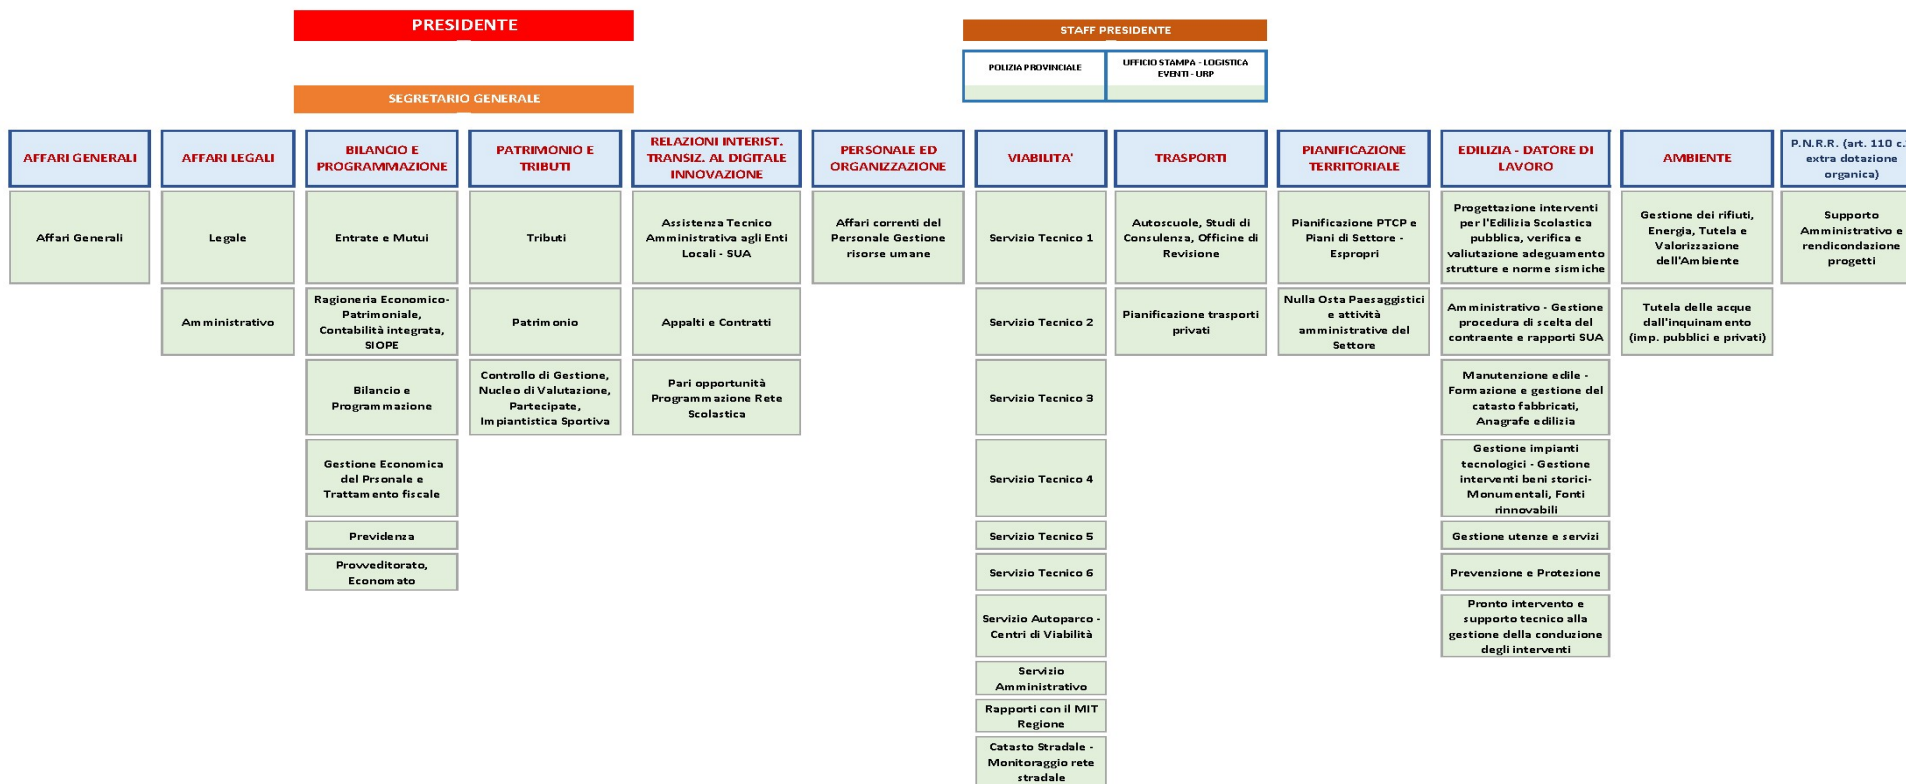 PRESIDENTE
STAFF PRESIDENTE
POLIZIA PROVINCIALE
UFFICIO STAMPA - LOGISTICA
EVENTI - URP
SEGRETARIO GENERALE
AFFARI GENERALI
Affari Generali
AFFARI LEGALI
Legale
Amministrativo
BILANCIO E
PROGRAMMAZIONE
Entrate e Mutui
Ragioneria Economico-
Patrimoniale,
Contabilità integrata,
SIOPE
Bilancio e
Programmazione
Gestione Economica
del Prsonale e
Trattamento fiscale
Previdenza
Provveditorato,
Economato
PATRIMONIO E
TRIBUTI
Tributi
Patrimonio
Controllo di Gestione,
Nucleo di Valutazione,
Partecipate,
Impiantistica Sportiva
RELAZIONI INTERIST.
TRANSIZ. AL DIGITALE
INNOVAZIONE
Assistenza Tecnico
Amministrativa agli Enti
Locali - SUA
Appalti e Contratti
Pari opportunità
Programmazione Rete
Scolastica
PERSONALE ED
ORGANIZZAZIONE
Affari correnti del
Personale Gestione
risorse umane
VIABILITA'
Servizio Tecnico 1
Servizio Tecnico 2
Servizio Tecnico 3
Servizio Tecnico 4
Servizio Tecnico 5
Servizio Tecnico 6
Servizio Autoparco -
Centri di Viabilità
Servizio
Amministrativo
Rapporti con il MIT
Regione
Catasto Stradale -
Monitoraggio rete
stradale
TRASPORTI
Autoscuole, Studi di
Consulenza, Officine di
Revisione
Pianificazione trasporti
privati
PIANIFICAZIONE
TERRITORIALE
Pianificazione PTCP e
Piani di Settore -
Espropri
Nulla Osta Paesaggistici
e attività
amministrative del
Settore
EDILIZIA - DATORE DI
LAVORO
Progettazione interventi
per l'Edilizia Scolastica
pubblica, verifica e
valiutazione adeguamento
strutture e norme sismiche
Amministrativo - Gestione
procedura di scelta del
contraente e rapporti SUA
Manutenzione edile -
Formazione e gestione del
catasto fabbricati,
Anagrafe edilizia
Gestione impianti
tecnologici - Gestione
interventi beni storici-
Monumentali, Fonti
rinnovabili
Gestione utenze e servizi
Prevenzione e Protezione
Pronto intervento e
supporto tecnico alla
gestione della conduzione
degli interventi
AMBIENTE
Gestione dei rifiuti,
Energia, Tutela e
Valorizzazione
dell'Ambiente
Tutela delle acque
dall'inquinamento
(imp. pubblici e privati)
P.N.R.R. (art. 110 c.
extra dotazione
organica)
Supporto
Amministrativo e
rendicondazione
progetti